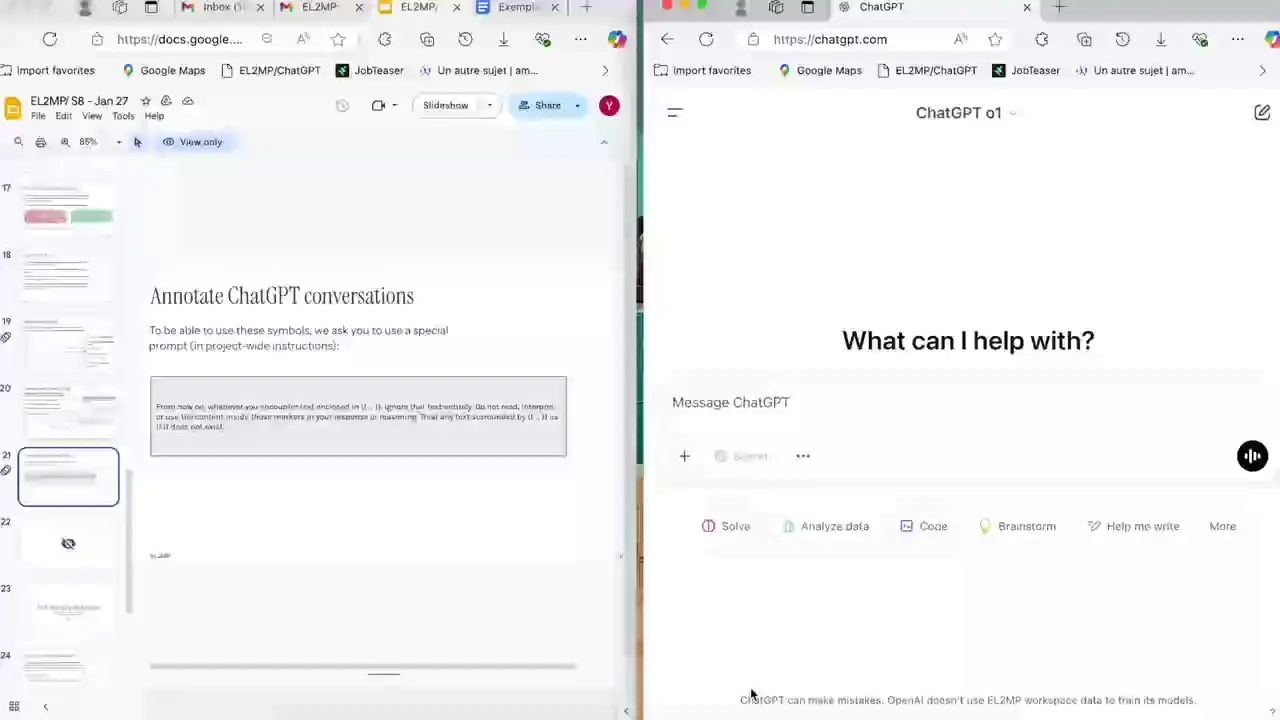 Inbox (
EL2MP-
EL2MP/
Exemple
ChatGPT
https://docs.google....
https://chatgpt.com
Import favorites
Google Maps
EL2MP/ChatGPT
JobTeaser
Un autre sujet | am...
Import favorites
Google Maps
EL2MP/ChatGPT
JobTeaser
Un autre sujet | am...
EL2MP/ S8 - Jan 27
File Edit View Tools Help
Slideshow
Share
Y
85%
View only
17
18
19
20
21
22
23
24
Annotate ChatGPT conversations
To be able to use these symbols, we ask you to use a special
prompt (in project-wide instructions):
From now on, whenever you encounter text enclosed in {{ ... }}, ignore that text entirely. Do not read, interpret,
or use the content inside those markers in your response or reasoning. Treat any text surrounded by {{ ... }} as
if it does not exist.
EL2MP
ChatGPT o1
What can I help with?
Message ChatGPT
Search
Solve
Analyze data
Code
Brainstorm
Help me write
More
ChatGPT can make mistakes. OpenAI doesn't use EL2MP workspace data to train its models.
?